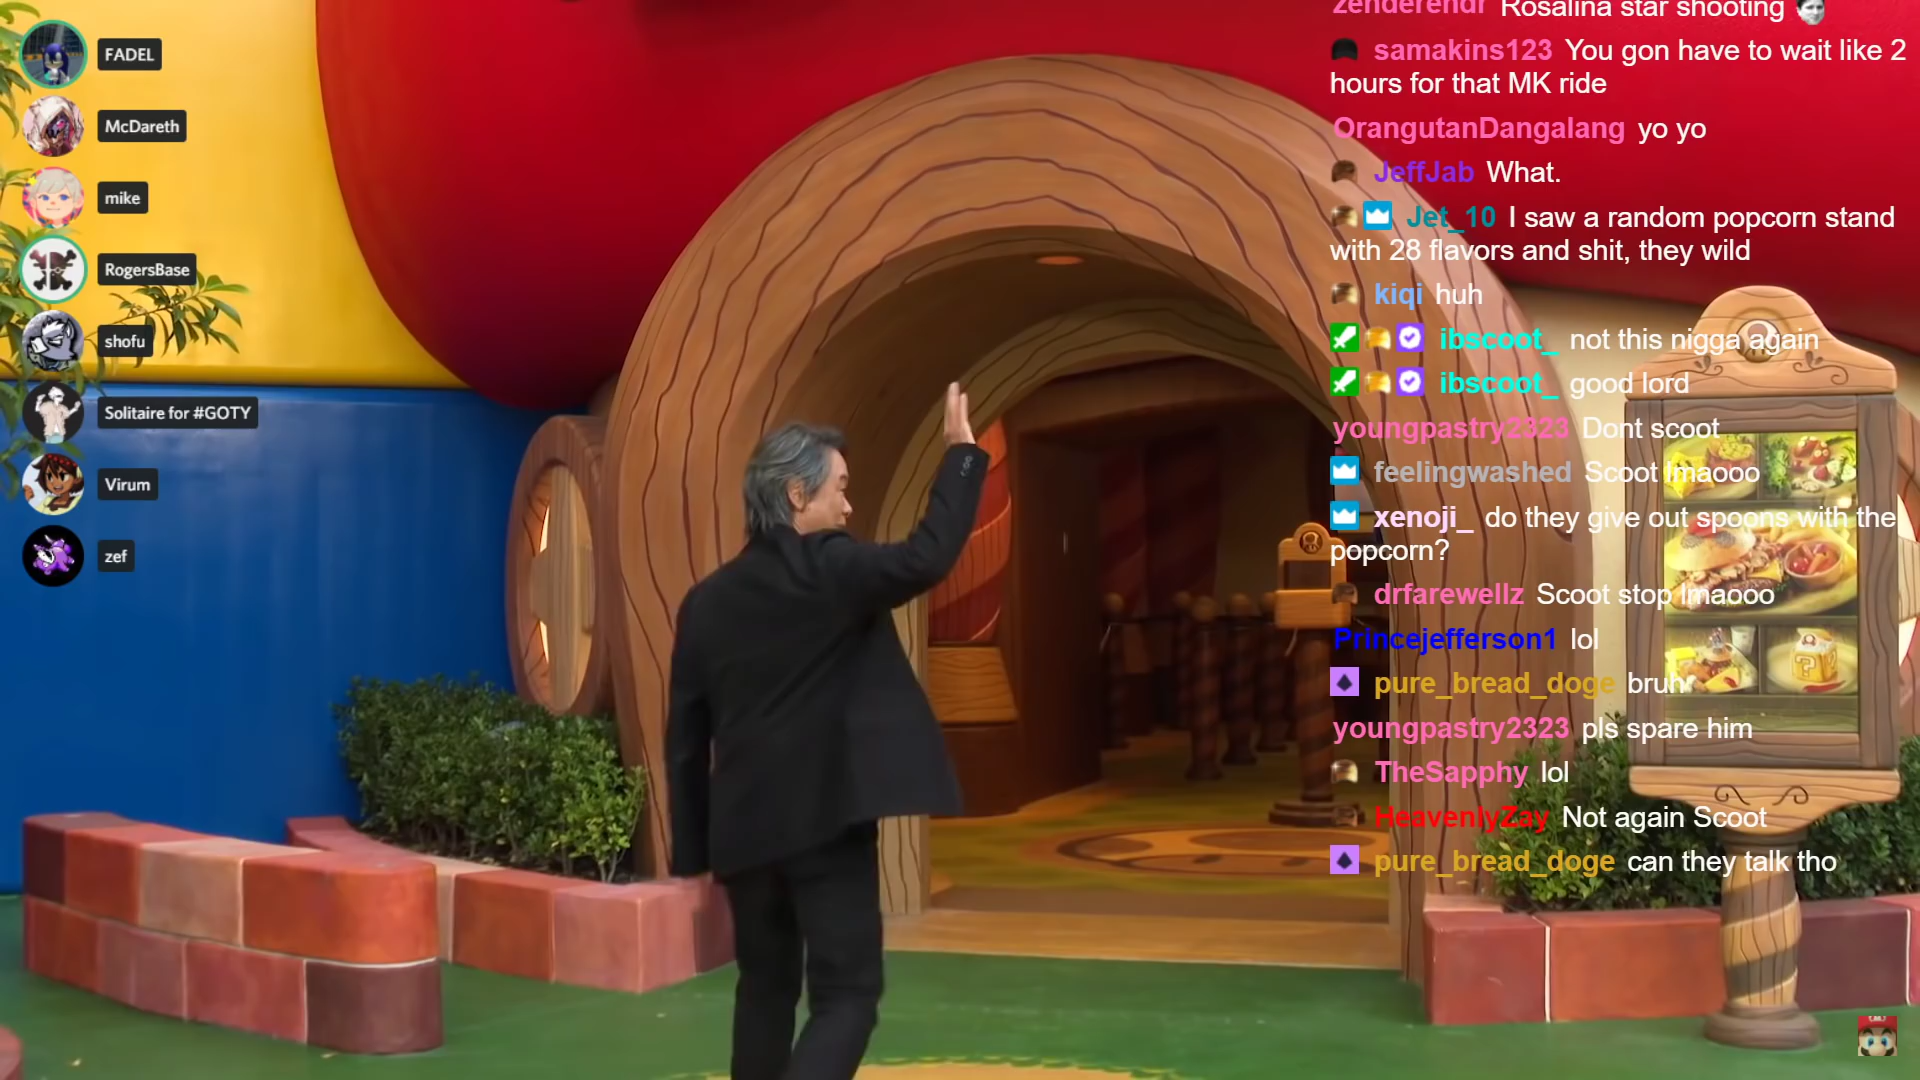 FADEL
McDareth
mike
RogersBase
shofu
Solitaire for #GOTY
Virum
zef
zenderendr Rosalina star shooting
samakins123 You gon have to wait like 2
hours for that MK ride
OrangutanDangalang yo yo
JeffJab What.
Jet_10 I saw a random popcorn stand
with 28 flavors and shit, they wild
kiqi huh
ibscoot_ not this nigga again
ibscoot_ good lord
youngpastry2323 Dont scoot
feelingwashed Scoot lmaooo
xenoji_ do they give out spoons with the
popcorn?
drfarewellz Scoot stop lmaooo
Princejefferson1 lol
pure_bread_doge bruh
youngpastry2323 pls spare him
TheSapphy lol
HeavenlyZay Not again Scoot
pure_bread_doge can they talk tho